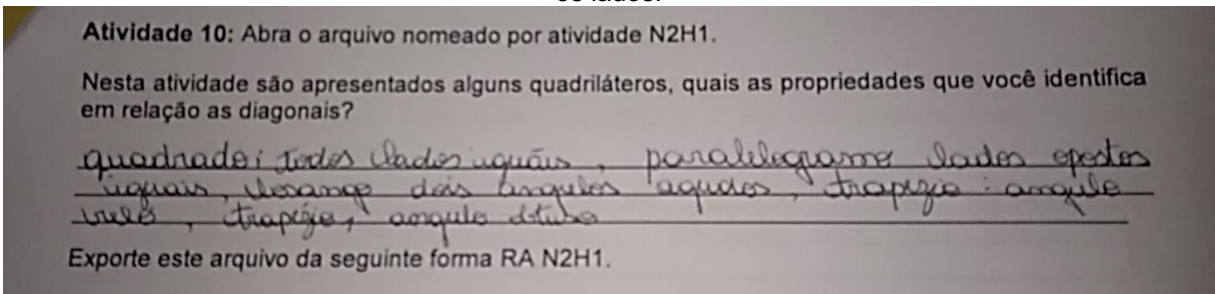 os lados.
Atividade 10: Abra o arquivo nomeado por atividade N2H1.
Nesta atividade são apresentados alguns quadriláteros, quais as propriedades que você identifica
em relação as diagonais?
quadrado: todos lados iguais, paralelogramo lados opostos
iguais, losango dois ângulos agudos, trapézio: angulo
, trapézio, angulo
Exporte este arquivo da seguinte forma RA N2H1.